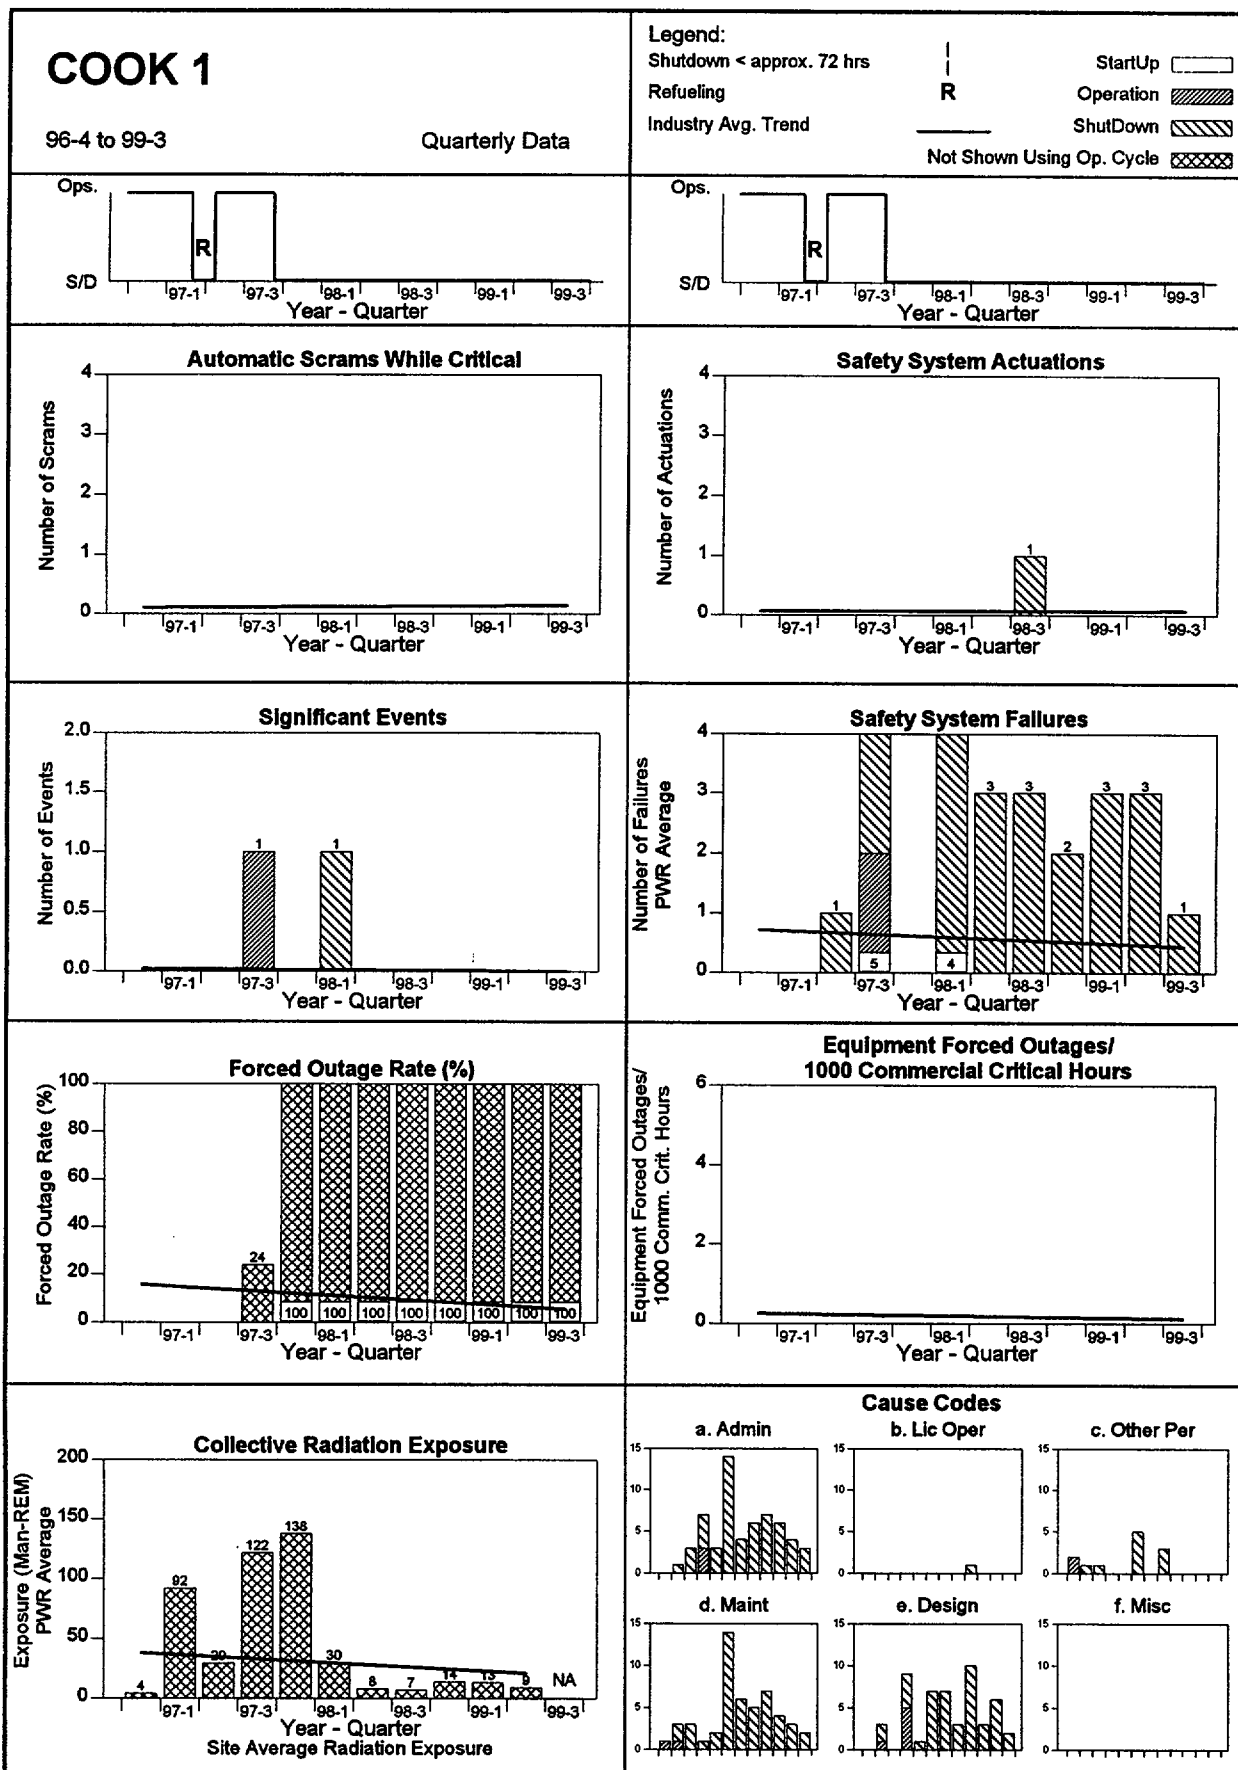 COOK 1
96-4 to 99-3 Quarterly Data
Legend:
Shutdown < approx. 72 hrs
Refueling R
Industry Avg. Trend
StartUp
Operation
ShutDown
Not Shown Using Op. Cycle
Ops.
R
S/D
97-1 97-3 98-1 98-3 99-1 99-3
Year - Quarter
Ops.
R
S/D
97-1 97-3 98-1 98-3 99-1 99-3
Year - Quarter
Automatic Scrams While Critical
Number of Scrams
4
3
2
1
0
97-1 97-3 98-1 98-3 99-1 99-3
Year - Quarter
Safety System Actuations
Number of Actuations
4
3
2
1
0
1
97-1 97-3 98-1 98-3 99-1 99-3
Year - Quarter
Significant Events
Number of Events
2.0
1.5
1.0
0.5
0.0
1 1
97-1 97-3 98-1 98-3 99-1 99-3
Year - Quarter
Safety System Failures
Number of Failures
PWR Average
4
3
2
1
0
1 5 4 3 3 2 3 3 1
97-1 97-3 98-1 98-3 99-1 99-3
Year - Quarter
Forced Outage Rate (%)
Forced Outage Rate (%)
100
80
60
40
20
0
24 100 100 100 100 100 100 100 100
97-1 97-3 98-1 98-3 99-1 99-3
Year - Quarter
Equipment Forced Outages/
1000 Commercial Critical Hours
Equipment Forced Outages/
1000 Comm. Crit. Hours
6
4
2
0
97-1 97-3 98-1 98-3 99-1 99-3
Year - Quarter
Collective Radiation Exposure
Exposure (Man-REM)
PWR Average
200
150
100
50
0
4 92 29 122 138 30 8 7 14 13 9 NA
97-1 97-3 98-1 98-3 99-1 99-3
Year - Quarter
Site Average Radiation Exposure
Cause Codes
a. Admin
15
10
5
0
b. Lic Oper
15
10
5
0
c. Other Per
15
10
5
0
d. Maint
15
10
5
0
e. Design
15
10
5
0
f. Misc
15
10
5
0